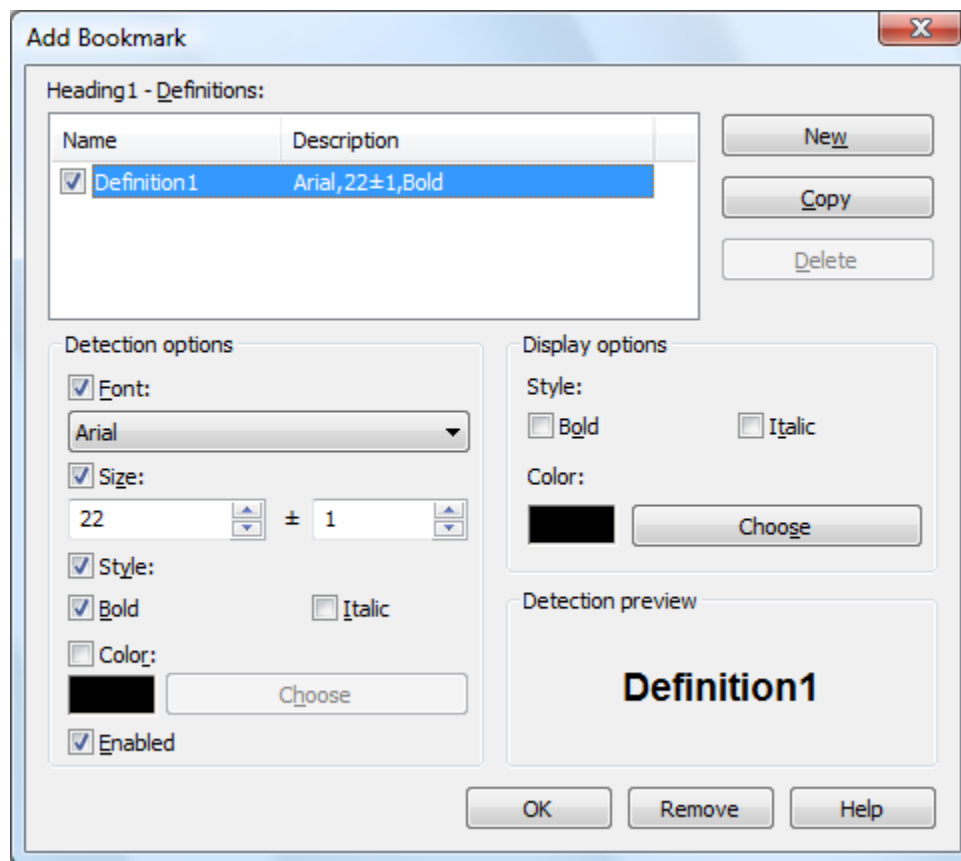 Add Bookmark
Heading1 - Definitions:
Name Description
Definition1 Arial,22±1,Bold
New
Copy
Delete
Detection options
Font:
Arial
Size:
22 ± 1
Style:
Bold Italic
Color:
Choose
Enabled
Display options
Style:
Bold Italic
Color:
Choose
Detection preview
Definition1
OK Remove Help